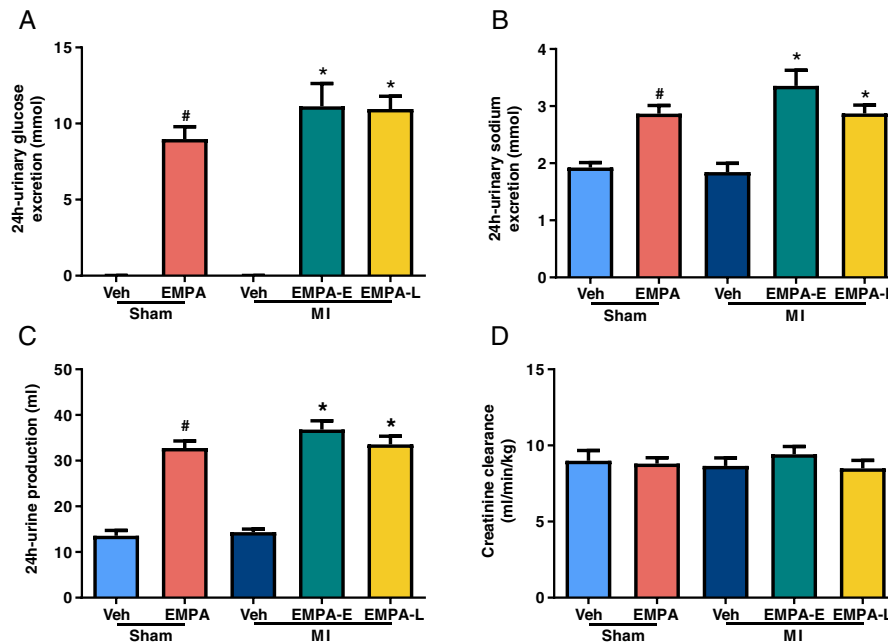 A
24h-urinary glucose
excretion (mmol)
15
10
5
0
#
*
*
Veh
EMPA
Veh
EMPA-E
EMPA-L
Sham
MI
B
24h-urinary sodium
excretion (mmol)
4
3
2
1
0
#
*
*
Veh
EMPA
Veh
EMPA-E
EMPA-L
Sham
MI
C
24h-urine production (ml)
50
40
30
20
10
0
#
*
*
Veh
EMPA
Veh
EMPA-E
EMPA-L
Sham
MI
D
Creatinine clearance
(ml/min/kg)
15
10
5
0
Veh
EMPA
Veh
EMPA-E
EMPA-L
Sham
MI